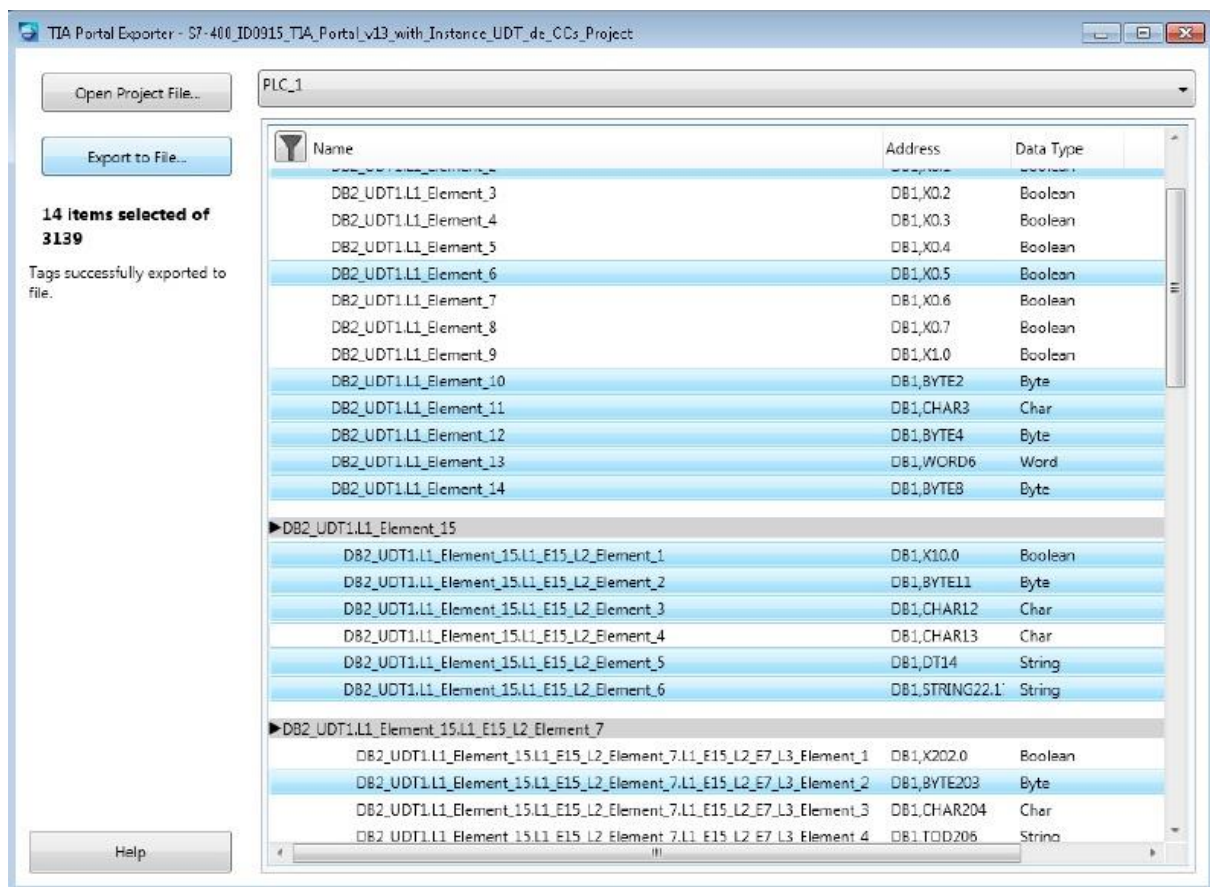 TIA Portal Exporter - S7-400_ID0915_TIA_Portal_v13_with_Instance_UDT_de_CCs_Project
Open Project File...
PLC_1
Export to File...
14 items selected of
3139
Tags successfully exported to
file.
Name Address Data Type
DB2_UDT1.L1_Element_3 DB1,X0.2 Boolean
DB2_UDT1.L1_Element_4 DB1,X0.3 Boolean
DB2_UDT1.L1_Element_5 DB1,X0.4 Boolean
DB2_UDT1.L1_Element_6 DB1,X0.5 Boolean
DB2_UDT1.L1_Element_7 DB1,X0.6 Boolean
DB2_UDT1.L1_Element_8 DB1,X0.7 Boolean
DB2_UDT1.L1_Element_9 DB1,X1.0 Boolean
DB2_UDT1.L1_Element_10 DB1,BYTE2 Byte
DB2_UDT1.L1_Element_11 DB1,CHAR3 Char
DB2_UDT1.L1_Element_12 DB1,BYTE4 Byte
DB2_UDT1.L1_Element_13 DB1,WORD6 Word
DB2_UDT1.L1_Element_14 DB1,BYTE8 Byte
DB2_UDT1.L1_Element_15
DB2_UDT1.L1_Element_15.L1_E15_L2_Element_1 DB1,X10.0 Boolean
DB2_UDT1.L1_Element_15.L1_E15_L2_Element_2 DB1,BYTE11 Byte
DB2_UDT1.L1_Element_15.L1_E15_L2_Element_3 DB1,CHAR12 Char
DB2_UDT1.L1_Element_15.L1_E15_L2_Element_4 DB1,CHAR13 Char
DB2_UDT1.L1_Element_15.L1_E15_L2_Element_5 DB1,DT14 String
DB2_UDT1.L1_Element_15.L1_E15_L2_Element_6 DB1,STRING22.1 String
DB2_UDT1.L1_Element_15.L1_E15_L2_Element_7
DB2_UDT1.L1_Element_15.L1_E15_L2_Element_7.L1_E15_L2_E7_L3_Element_1 DB1,X202.0 Boolean
DB2_UDT1.L1_Element_15.L1_E15_L2_Element_7.L1_E15_L2_E7_L3_Element_2 DB1,BYTE203 Byte
DB2_UDT1.L1_Element_15.L1_E15_L2_Element_7.L1_E15_L2_E7_L3_Element_3 DB1,CHAR204 Char
DB2_UDT1.L1_Element_15.L1_E15_L2_Element_7.L1_E15_L2_E7_L3_Element_4 DB1,TOD206 String
Help